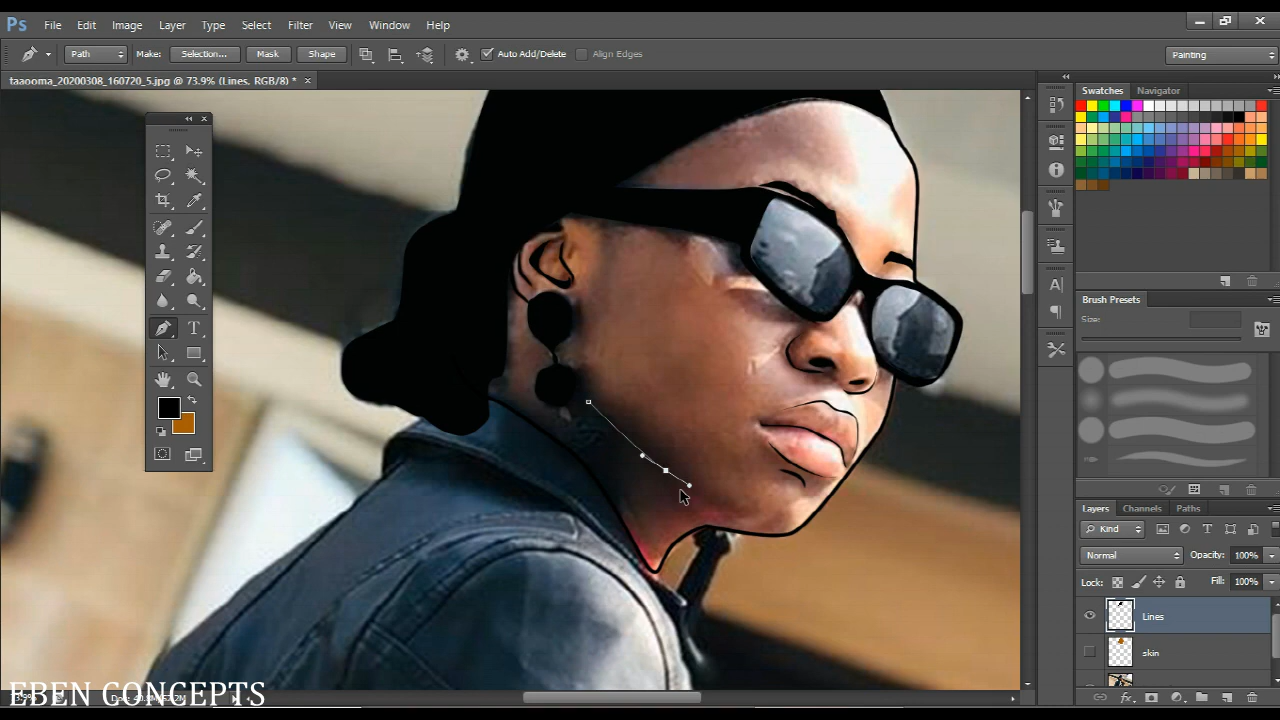 Ps File Edit Image Layer Type Select Filter View Window Help
Path Make: Selection... Mask Shape Auto Add/Delete Align Edges Painting
taaooma_20200308_160720_5.jpg @ 73.9% (Lines, RGB/8) *
Swatches Navigator
Brush Presets
Size:
Layers Channels Paths
Kind
Normal Opacity: 100%
Lock: Fill: 100%
Lines
skin
EBEN CONCEPTS